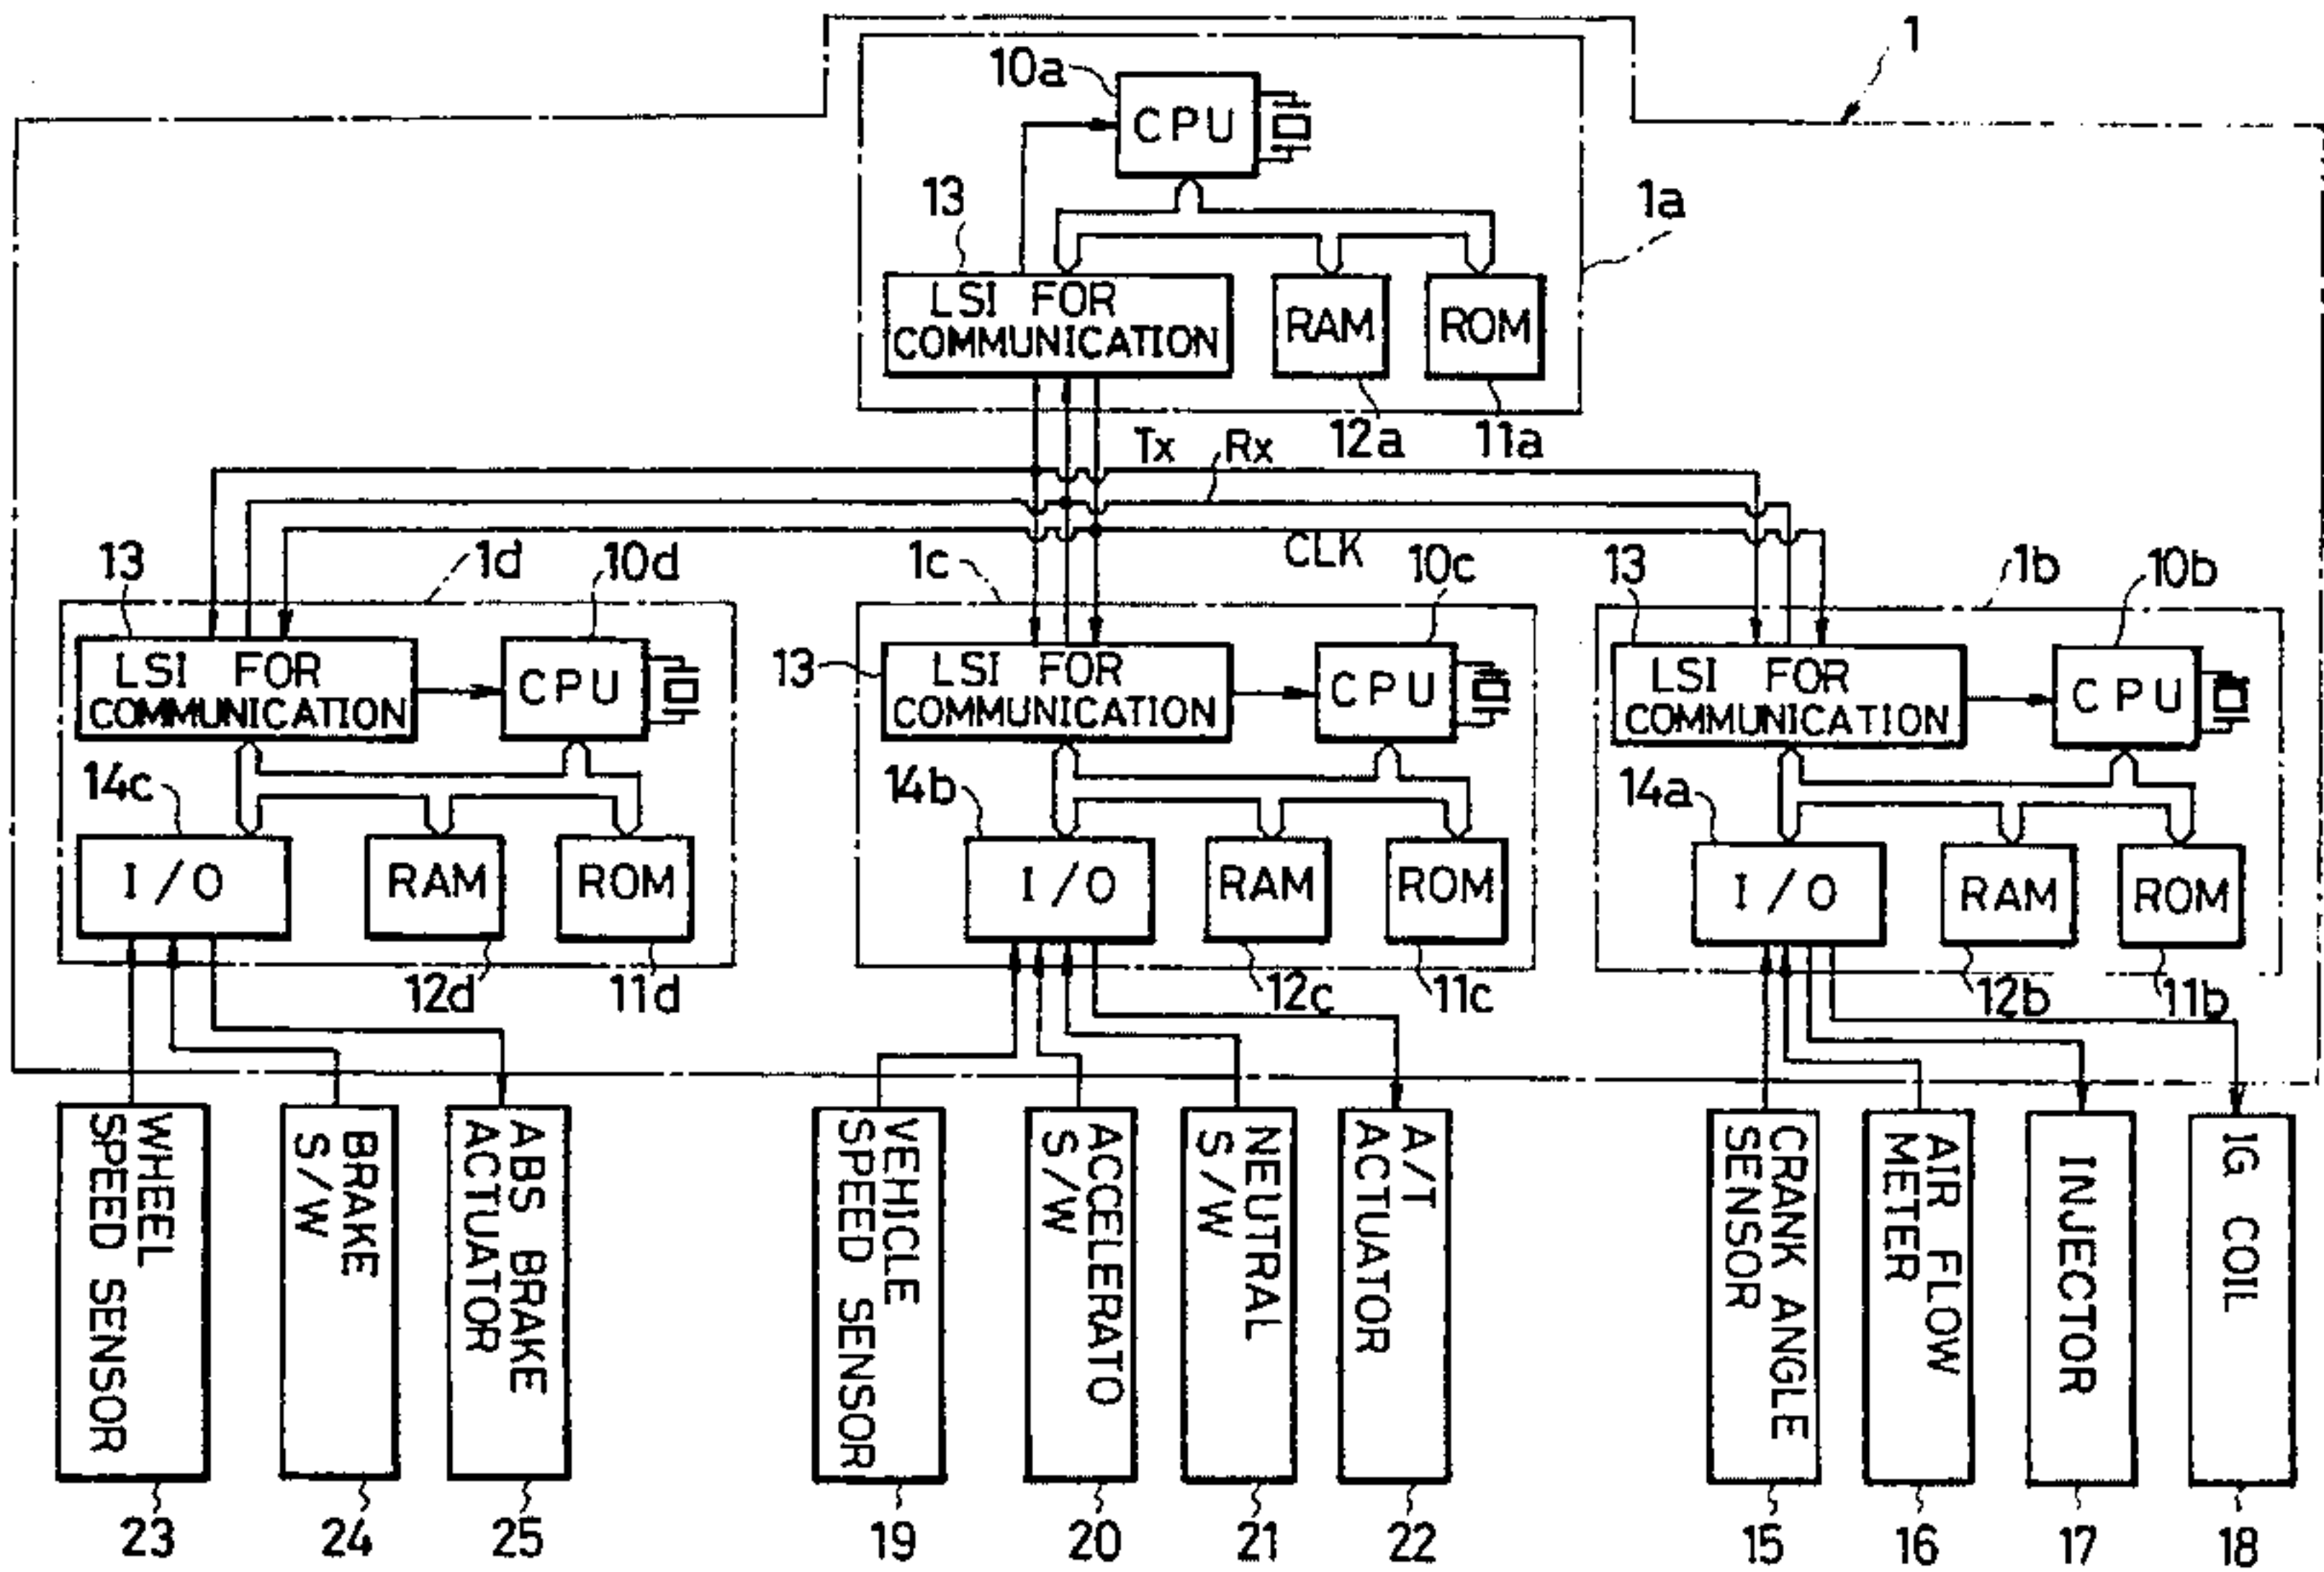 1
10a
CPU
13
1a
LSI FOR
COMMUNICATION
RAM
ROM
12a
11a
Tx
Rx
CLK
13
1d
10d
LSI FOR
COMMUNICATION
CPU
14c
I/O
RAM
ROM
12d
11d
1c
10c
13
LSI FOR
COMMUNICATION
CPU
14b
I/O
RAM
ROM
12c
11c
13
1b
10b
LSI FOR
COMMUNICATION
CPU
14a
I/O
RAM
ROM
12b
11b
WHEEL
SPEED SENSOR
BRAKE
S/W
ABS BRAKE
ACTUATOR
VEHICLE
SPEED SENSOR
ACCELERATO
S/W
NEUTRAL
S/W
A/T
ACTUATOR
CRANK ANGLE
SENSOR
AIR FLOW
METER
INJECTOR
IG COIL
23
24
25
19
20
21
22
15
16
17
18